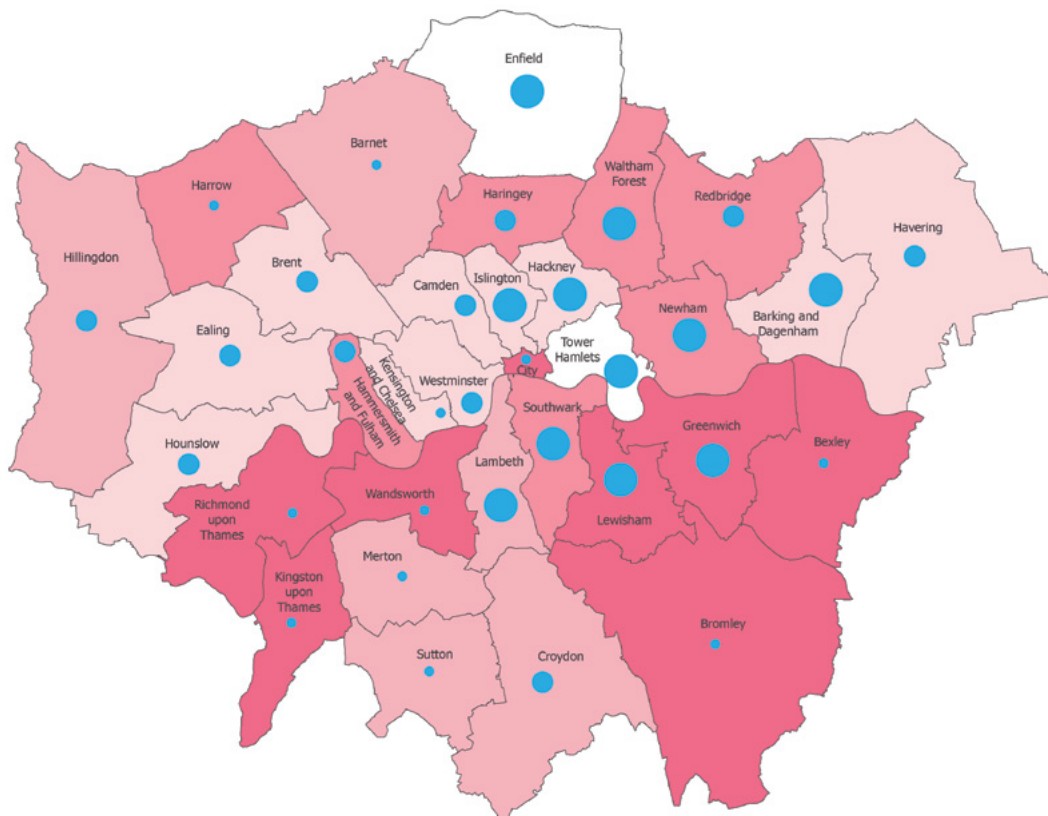 Enfield
Barnet
Waltham
Forest
Harrow
Haringey
Redbridge
Havering
Hillingdon
Brent
Camden
Islington
Hackney
Newham
Barking and
Dagenham
Ealing
Tower
Hamlets
Kensington
and Chelsea
Hammersmith
and Fulham
Westminster
City
Southwark
Greenwich
Bexley
Hounslow
Lambeth
Richmond
upon
Thames
Wandsworth
Lewisham
Merton
Kingston
upon
Thames
Bromley
Sutton
Croydon